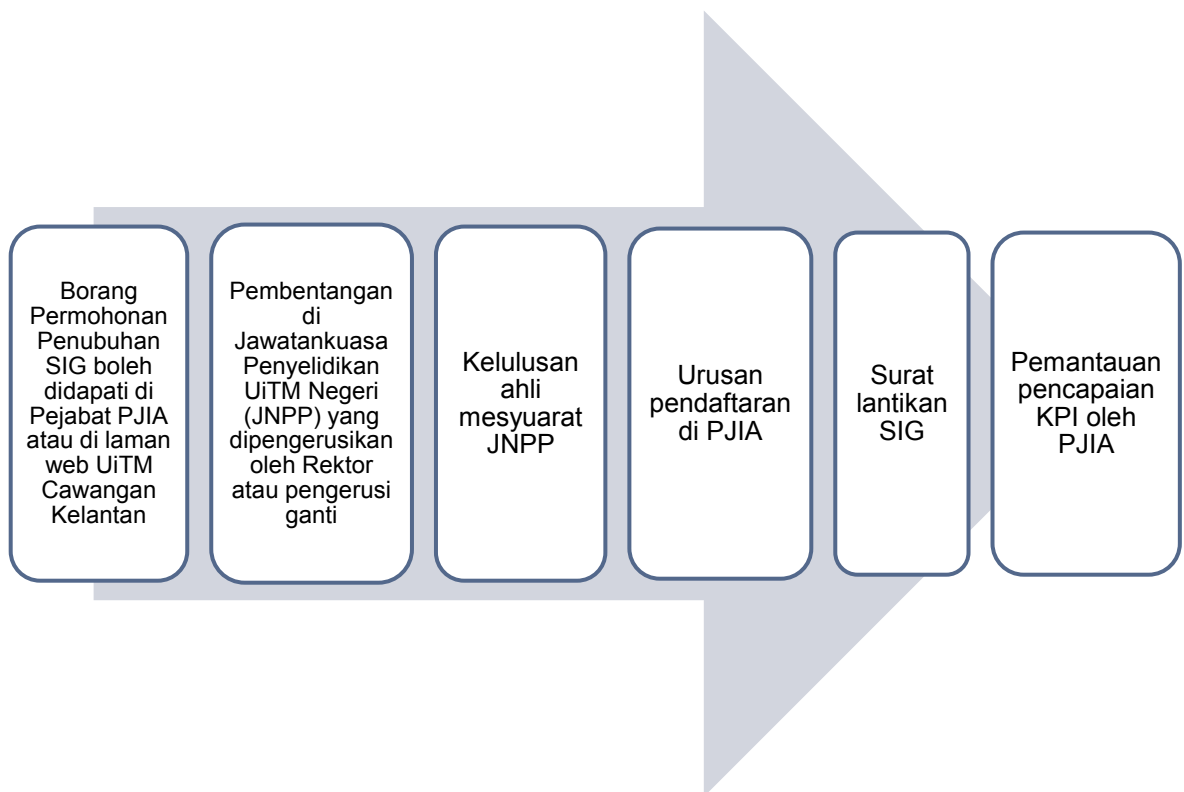 Borang
Permohonan
Penubuhan
SIG boleh
didapati di
Pejabat PJIA
atau di laman
web UiTM
Cawangan
Kelantan
Pembentangan
di
Jawatankuasa
Penyelidikan
UiTM Negeri
(JNPP) yang
dipengerusikan
oleh Rektor
atau pengerusi
ganti
Kelulusan
ahli
mesyuarat
JNPP
Urusan
pendaftaran
di PJIA
Surat
lantikan
SIG
Pemantauan
pencapaian
KPI oleh
PJIA